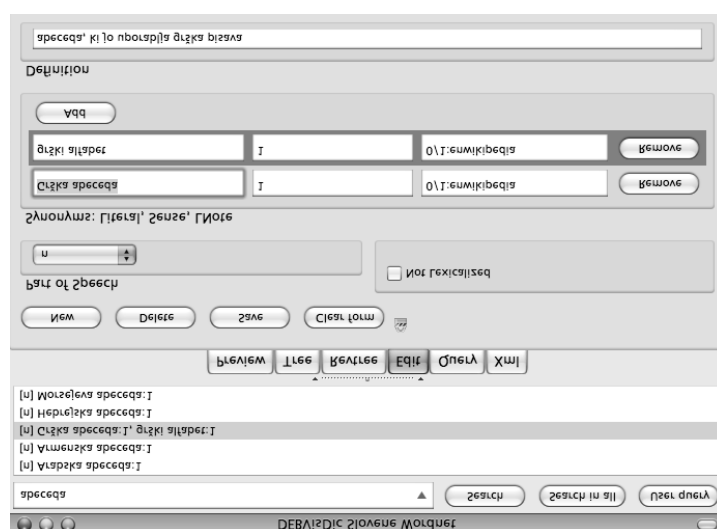 DEBVisDic Slovene Wordnet
abeceda Search Search in all User query
[n] Arabska abeceda:1
[n] Armenska abeceda:1
[n] Grška abeceda:1, grški alfabet:1
[n] Hebrejska abeceda:1
[n] Morsejeva abeceda:1
Preview Tree Revtree Edit Query Xml
New Delete Save Clear form
Part of Speech
n Not Lexicalized
Synonyms: Literal, Sense, LNote
Grška abeceda 1 0/1:enwikipedia Remove
grški alfabet 1 0/1:enwikipedia Remove
Add
Definition
abeceda, ki jo uporablja grška pisava